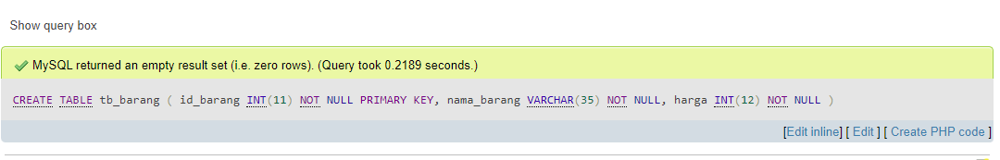 Show query box
MySQL returned an empty result set (i.e. zero rows). (Query took 0.2189 seconds.)
CREATE TABLE tb_barang ( id_barang INT(11) NOT NULL PRIMARY KEY, nama_barang VARCHAR(35) NOT NULL, harga INT(12) NOT NULL )
[Edit inline] [ Edit ] [ Create PHP code ]